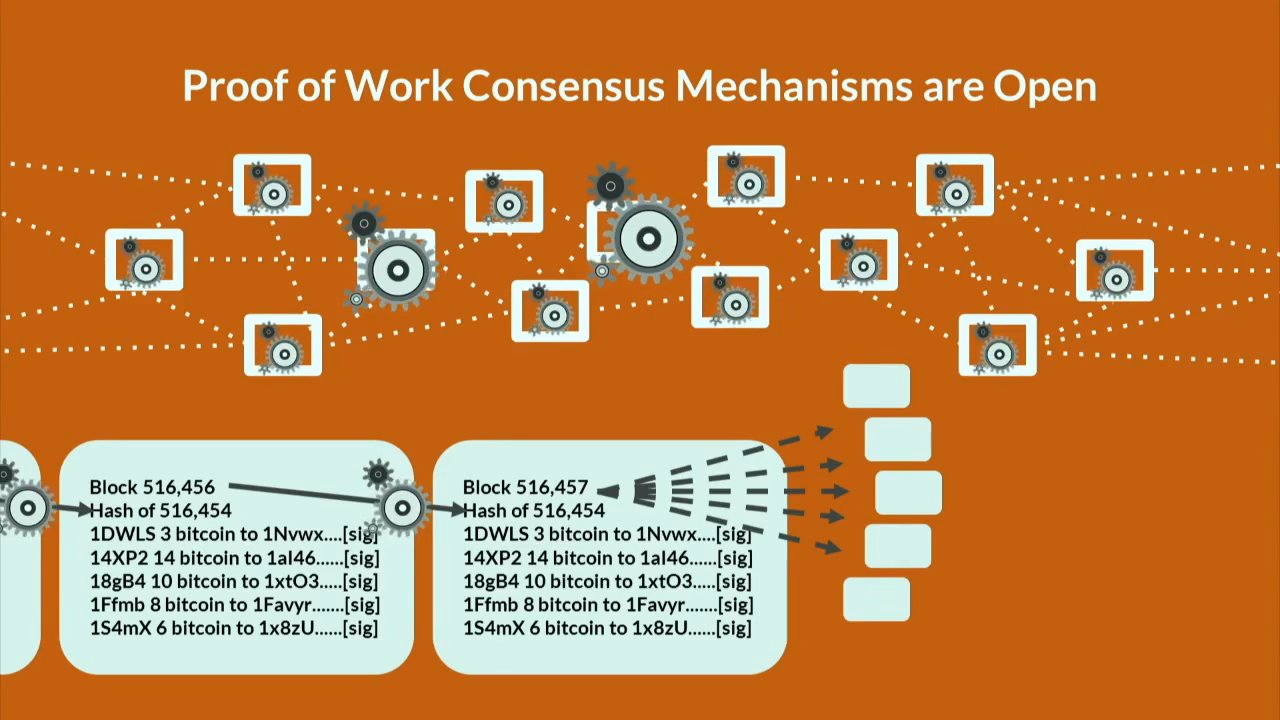 Proof of Work Consensus Mechanisms are Open
Block 516,456
Hash of 516,454
1DWLS 3 bitcoin to 1Nvwx....[sig]
14XP2 14 bitcoin to 1aI46......[sig]
18gB4 10 bitcoin to 1xtO3.....[sig]
1Ffmb 8 bitcoin to 1Favyr.......[sig]
1S4mX 6 bitcoin to 1x8zU......[sig]
Block 516,457
Hash of 516,454
1DWLS 3 bitcoin to 1Nvwx....[sig]
14XP2 14 bitcoin to 1aI46......[sig]
18gB4 10 bitcoin to 1xtO3.....[sig]
1Ffmb 8 bitcoin to 1Favyr.......[sig]
1S4mX 6 bitcoin to 1x8zU......[sig]